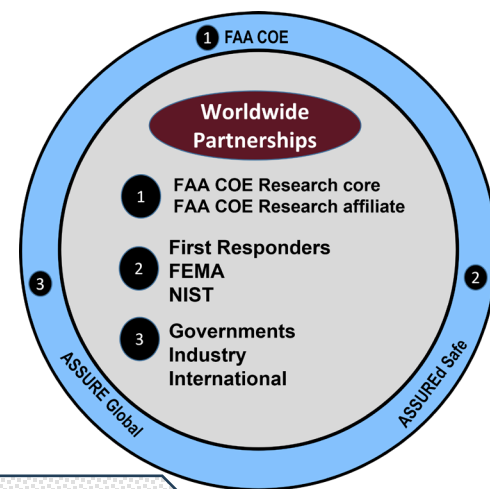 1 FAA COE
Worldwide
Partnerships
1 FAA COE Research core
FAA COE Research affiliate
2 First Responders
FEMA
NIST
3 Governments
Industry
International
3
ASSURE Global
2
ASSUREd Safe